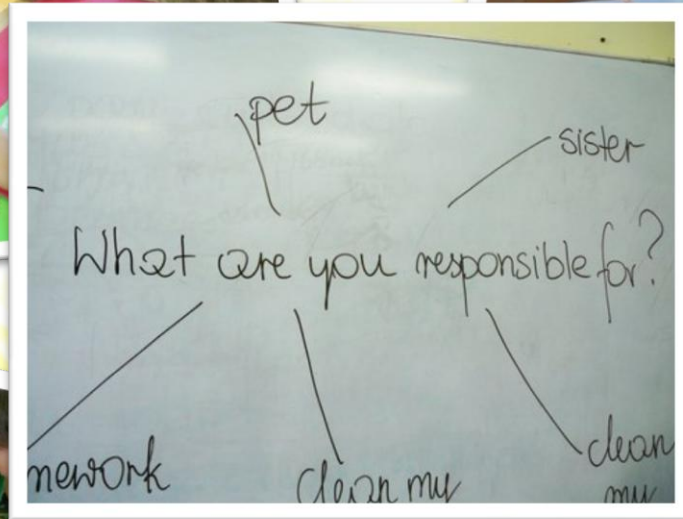 pet
sister
What are you responsible for?
nework
clean my
clean
my